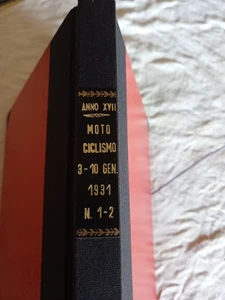 ANNO XVII
MOTO
CICLISMO
3-10 GEN.
1931
N. 1-2